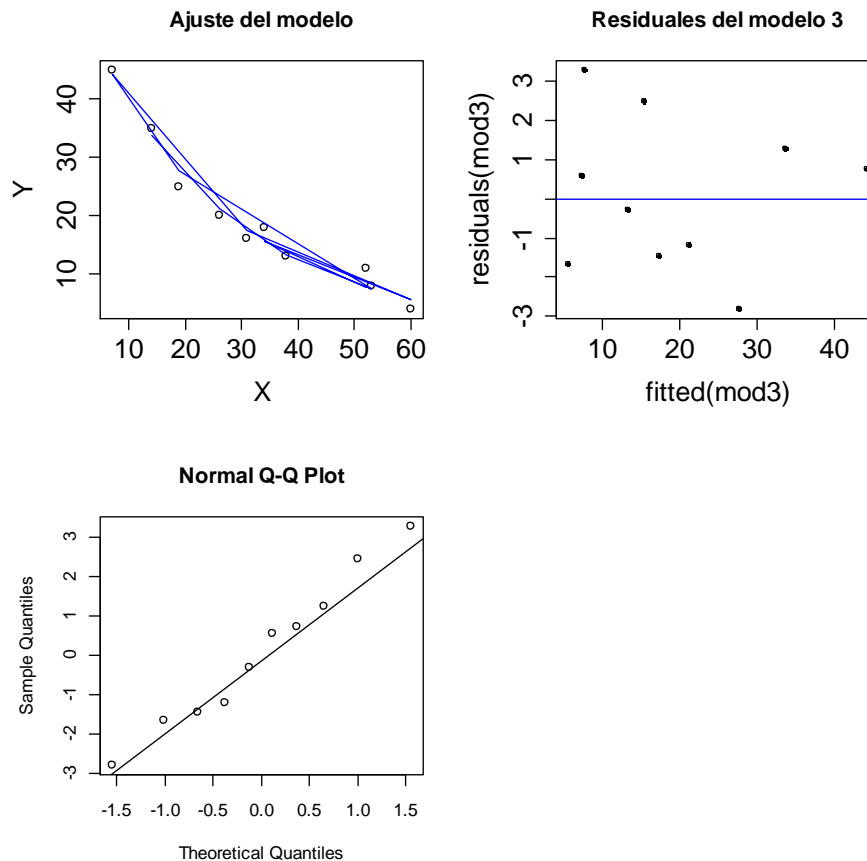 Ajuste del modelo
Y
40
30
20
10
10 20 30 40 50 60
X
Residuales del modelo 3
residuals(mod3)
3
2
1
-1
-3
10 20 30 40
fitted(mod3)
Normal Q-Q Plot
Sample Quantiles
3
2
1
0
-1
-2
-3
-1.5 -1.0 -0.5 0.0 0.5 1.0 1.5
Theoretical Quantiles